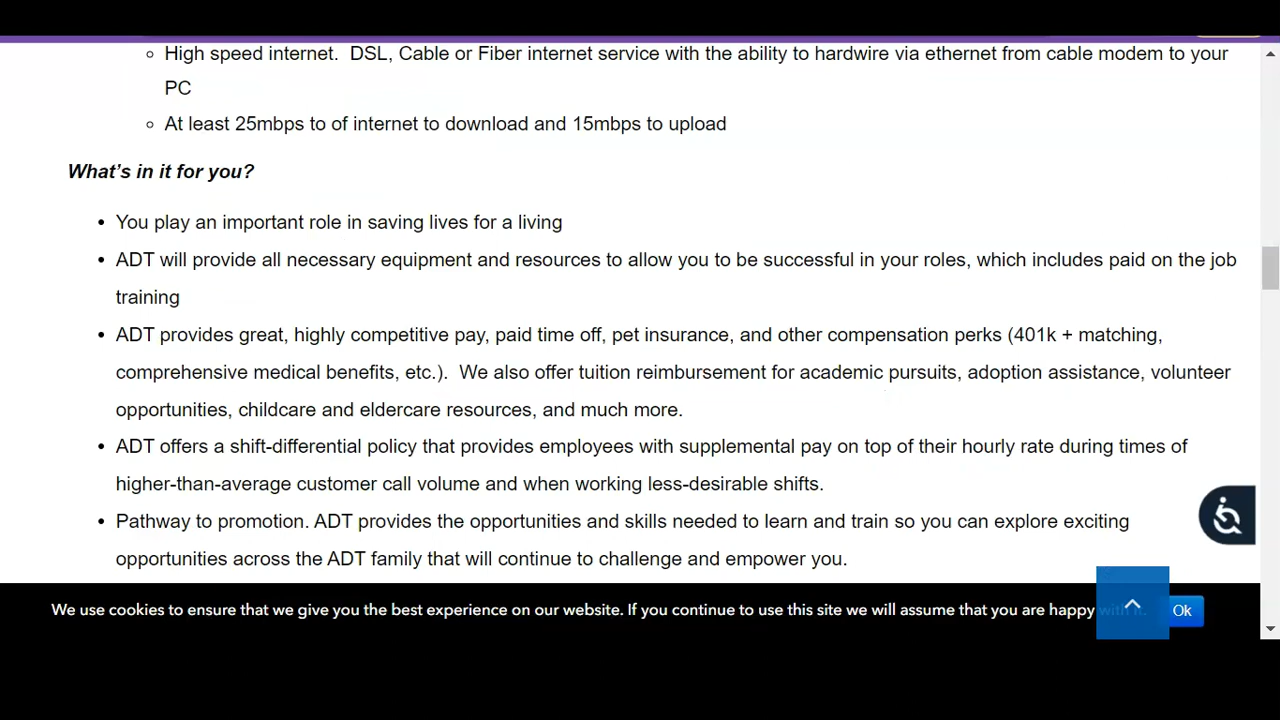 High speed internet.  DSL, Cable or Fiber internet service with the ability to hardwire via ethernet from cable modem to your
PC
At least 25mbps to of internet to download and 15mbps to upload
What's in it for you?
You play an important role in saving lives for a living
ADT will provide all necessary equipment and resources to allow you to be successful in your roles, which includes paid on the job
training
ADT provides great, highly competitive pay, paid time off, pet insurance, and other compensation perks (401k + matching,
comprehensive medical benefits, etc.).  We also offer tuition reimbursement for academic pursuits, adoption assistance, volunteer
opportunities, childcare and eldercare resources, and much more.
ADT offers a shift-differential policy that provides employees with supplemental pay on top of their hourly rate during times of
higher-than-average customer call volume and when working less-desirable shifts.
Pathway to promotion. ADT provides the opportunities and skills needed to learn and train so you can explore exciting
opportunities across the ADT family that will continue to challenge and empower you.
We use cookies to ensure that we give you the best experience on our website. If you continue to use this site we will assume that you are happy with it.
Ok